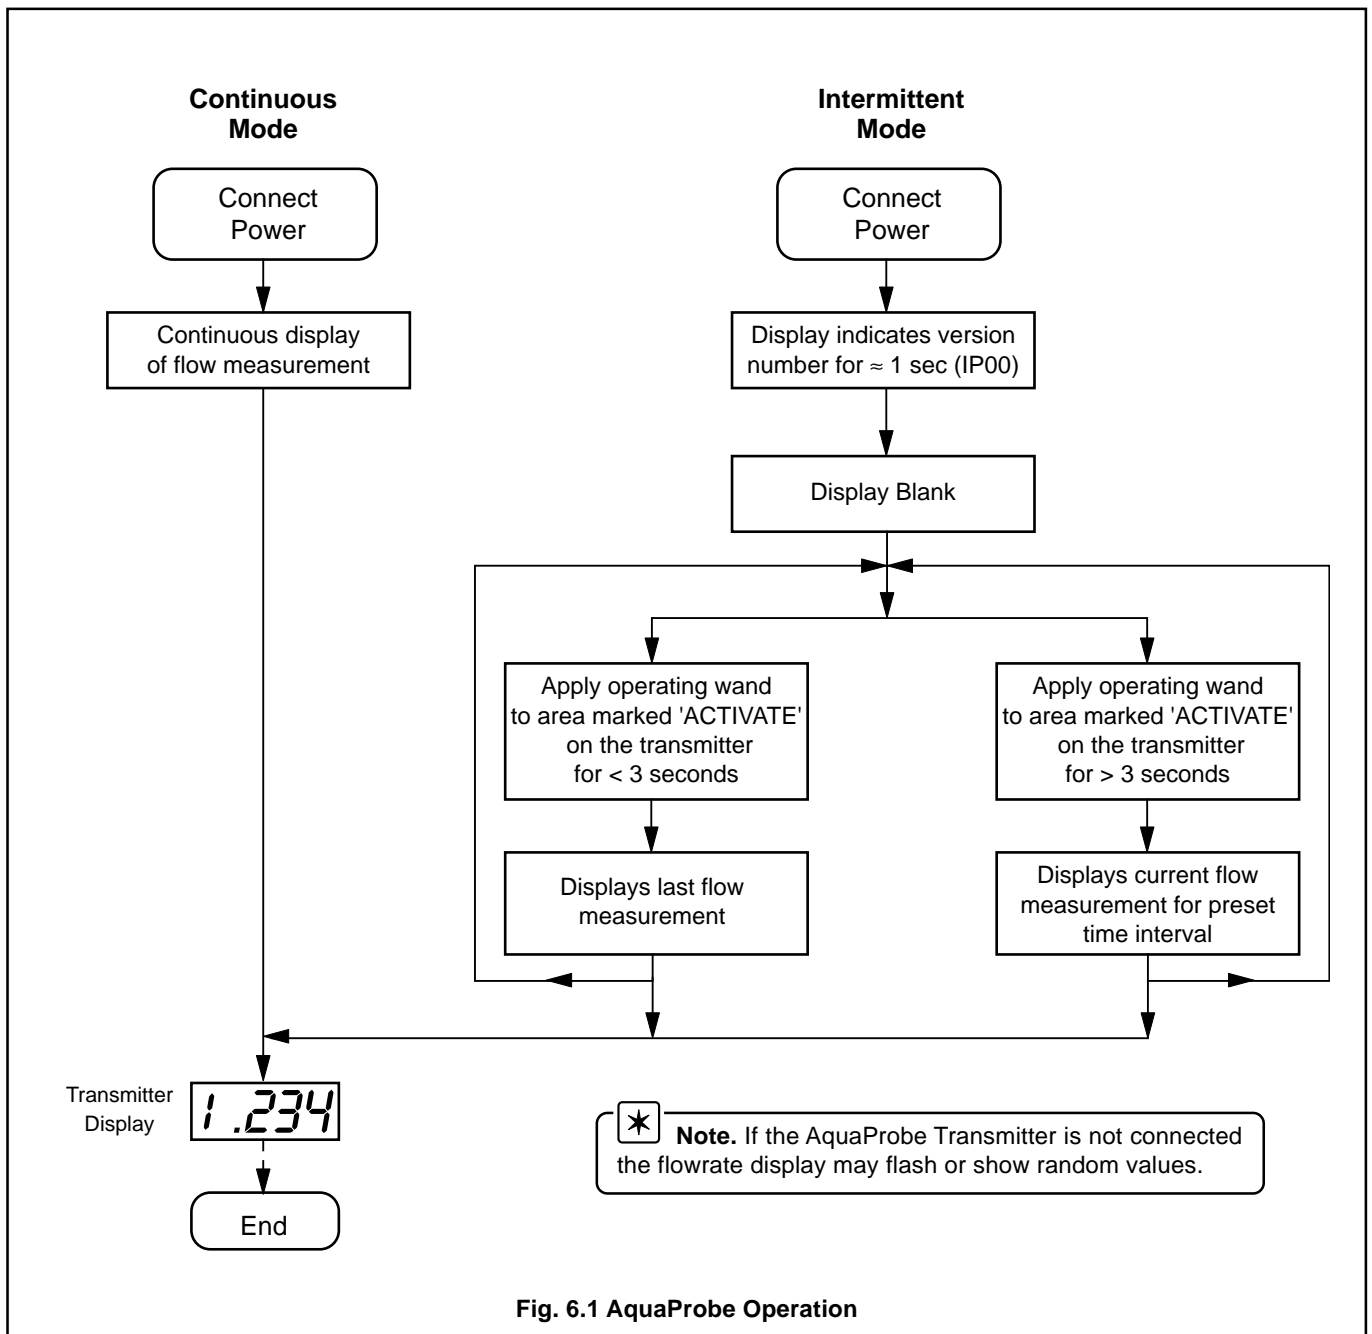 Continuous
Mode
Connect
Power
Continuous display
of flow measurement
Intermittent
Mode
Connect
Power
Display indicates version
number for ≈ 1 sec (IP00)
Display Blank
Apply operating wand
to area marked 'ACTIVATE'
on the transmitter
for < 3 seconds
Displays last flow
measurement
Apply operating wand
to area marked 'ACTIVATE'
on the transmitter
for > 3 seconds
Displays current flow
measurement for preset
time interval
Transmitter
Display
1.234
End
Note. If the AquaProbe Transmitter is not connected
the flowrate display may flash or show random values.
Fig. 6.1 AquaProbe Operation